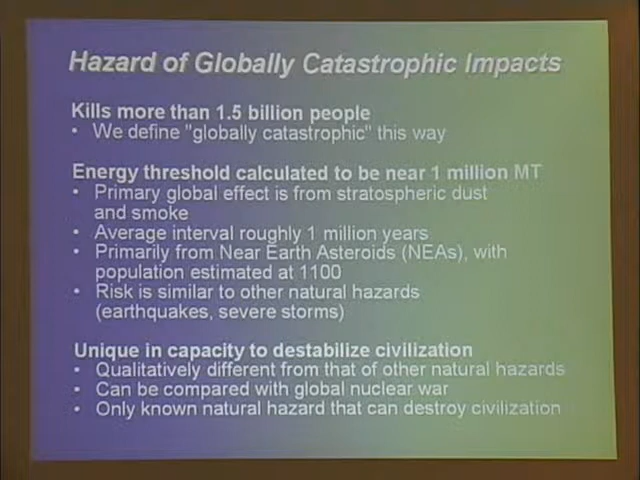 Hazard of Globally Catastrophic Impacts
Kills more than 1.5 billion people
• We define "globally catastrophic" this way
Energy threshold calculated to be near 1 million MT
• Primary global effect is from stratospheric dust
and smoke
• Average interval roughly 1 million years
• Primarily from Near Earth Asteroids (NEAs), with
population estimated at 1100
• Risk is similar to other natural hazards
(earthquakes, severe storms)
Unique in capacity to destabilize civilization
• Qualitatively different from that of other natural hazards
• Can be compared with global nuclear war
• Only known natural hazard that can destroy civilization